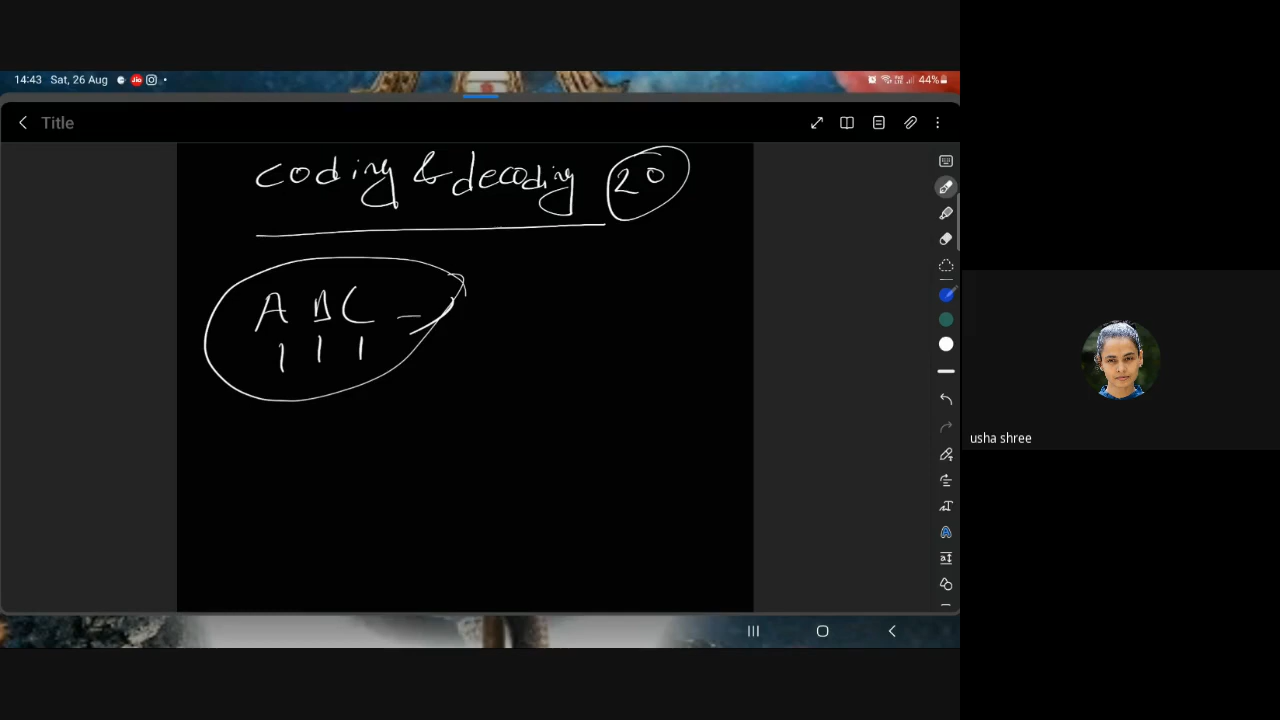 14:43 Sat, 26 Aug 44%
Title
coding & decoding 20
A B C -
1 1 1
usha shree